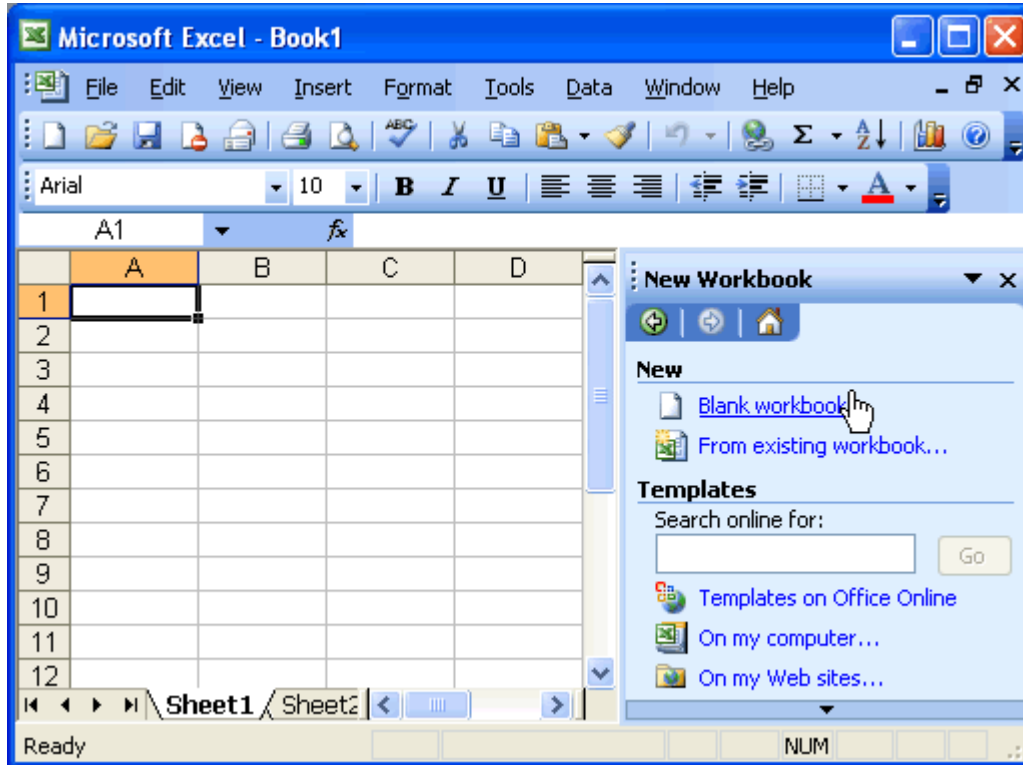 Microsoft Excel - Book1
File Edit View Insert Format Tools Data Window Help
ABC Σ A Z
Arial 10 B I U A
A1 fx
A B C D
1
2
3
4
5
6
7
8
9
10
11
12
New Workbook
New
Blank workbook
From existing workbook...
Templates
Search online for:
Go
Templates on Office Online
On my computer...
On my Web sites...
Sheet1 Sheet2
Ready NUM